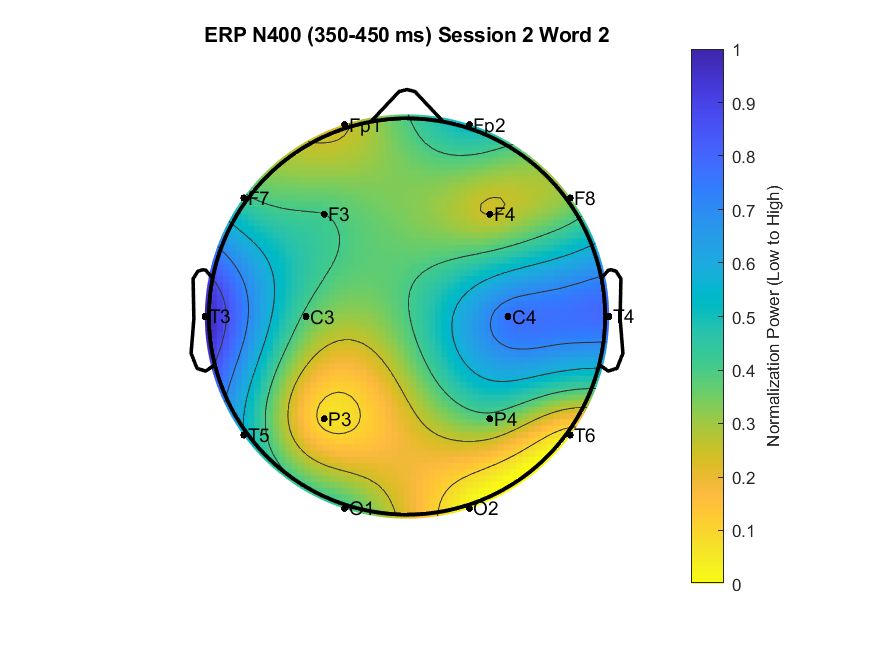 ERP N400 (350-450 ms) Session 2 Word 2
Fp1 Fp2
F7 F3 F4 F8
T3 C3 C4 T4
T5 P3 P4 T6
O1 O2
1
0.9
0.8
0.7
0.6
0.5
0.4
0.3
0.2
0.1
0
Normalization Power (Low to High)